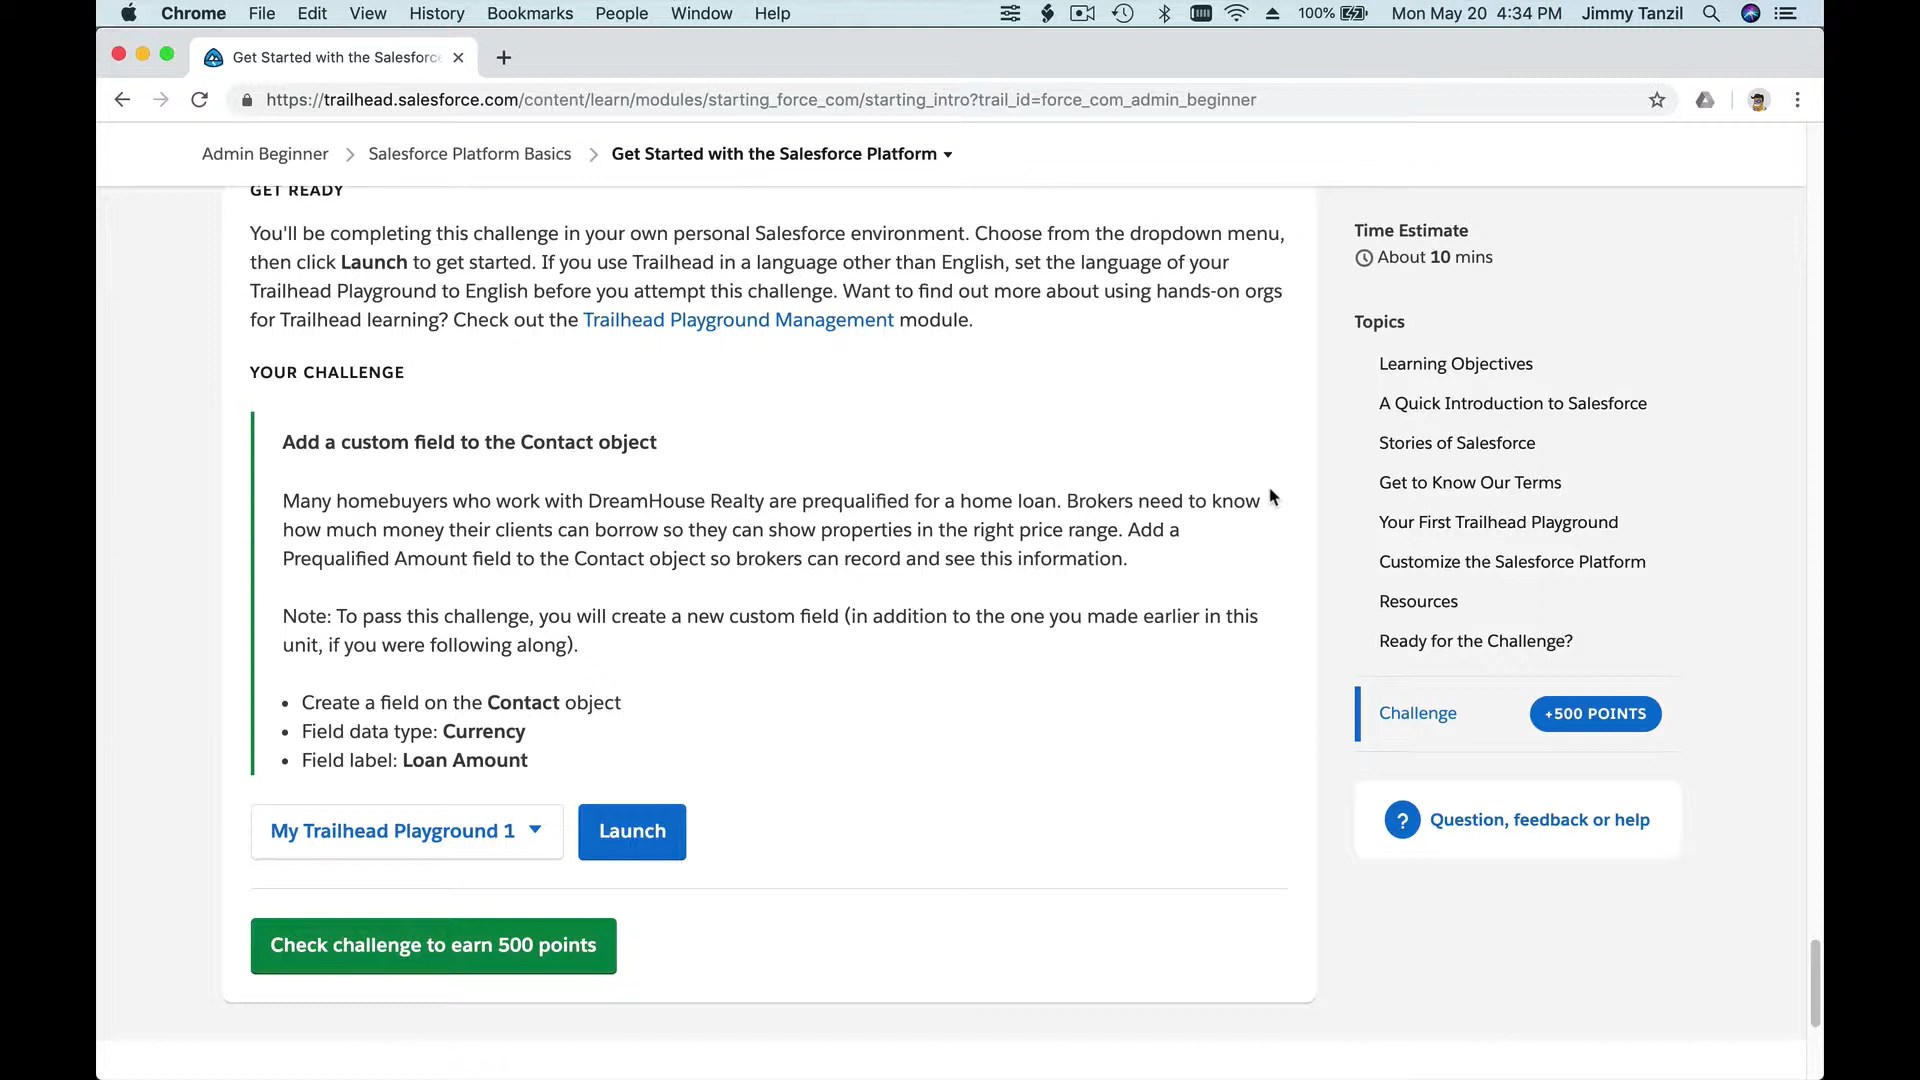 Chrome File Edit View History Bookmarks People Window Help 100% Mon May 20 4:34 PM Jimmy Tanzil
Get Started with the Salesforc
https://trailhead.salesforce.com/content/learn/modules/starting_force_com/starting_intro?trail_id=force_com_admin_beginner
Admin Beginner Salesforce Platform Basics Get Started with the Salesforce Platform
GET READY
You'll be completing this challenge in your own personal Salesforce environment. Choose from the dropdown menu,
then click Launch to get started. If you use Trailhead in a language other than English, set the language of your
Trailhead Playground to English before you attempt this challenge. Want to find out more about using hands-on orgs
for Trailhead learning? Check out the Trailhead Playground Management module.
YOUR CHALLENGE
Add a custom field to the Contact object
Many homebuyers who work with DreamHouse Realty are prequalified for a home loan. Brokers need to know
how much money their clients can borrow so they can show properties in the right price range. Add a
Prequalified Amount field to the Contact object so brokers can record and see this information.
Note: To pass this challenge, you will create a new custom field (in addition to the one you made earlier in this
unit, if you were following along).
• Create a field on the Contact object
• Field data type: Currency
• Field label: Loan Amount
My Trailhead Playground 1 Launch
Check challenge to earn 500 points
Time Estimate
About 10 mins
Topics
Learning Objectives
A Quick Introduction to Salesforce
Stories of Salesforce
Get to Know Our Terms
Your First Trailhead Playground
Customize the Salesforce Platform
Resources
Ready for the Challenge?
Challenge +500 POINTS
? Question, feedback or help